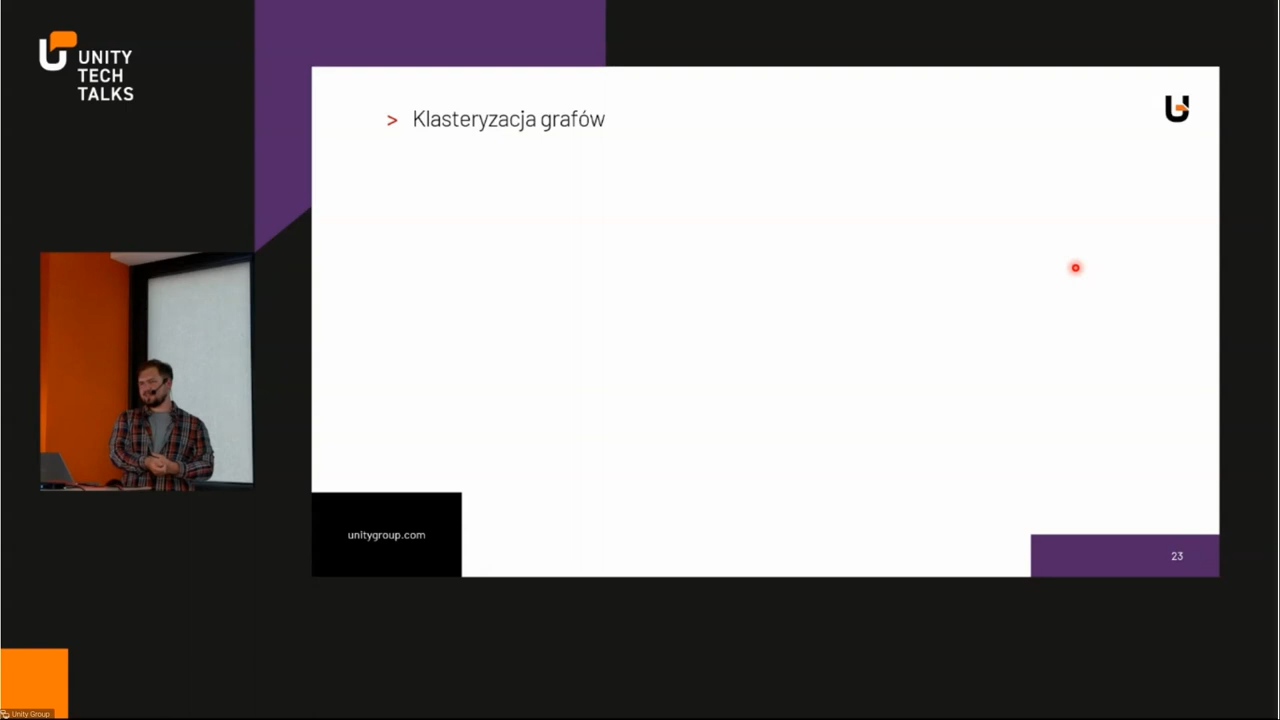 UNITY
TECH
TALKS
> Klasteryzacja grafów
unitygroup.com
23
Unity Group